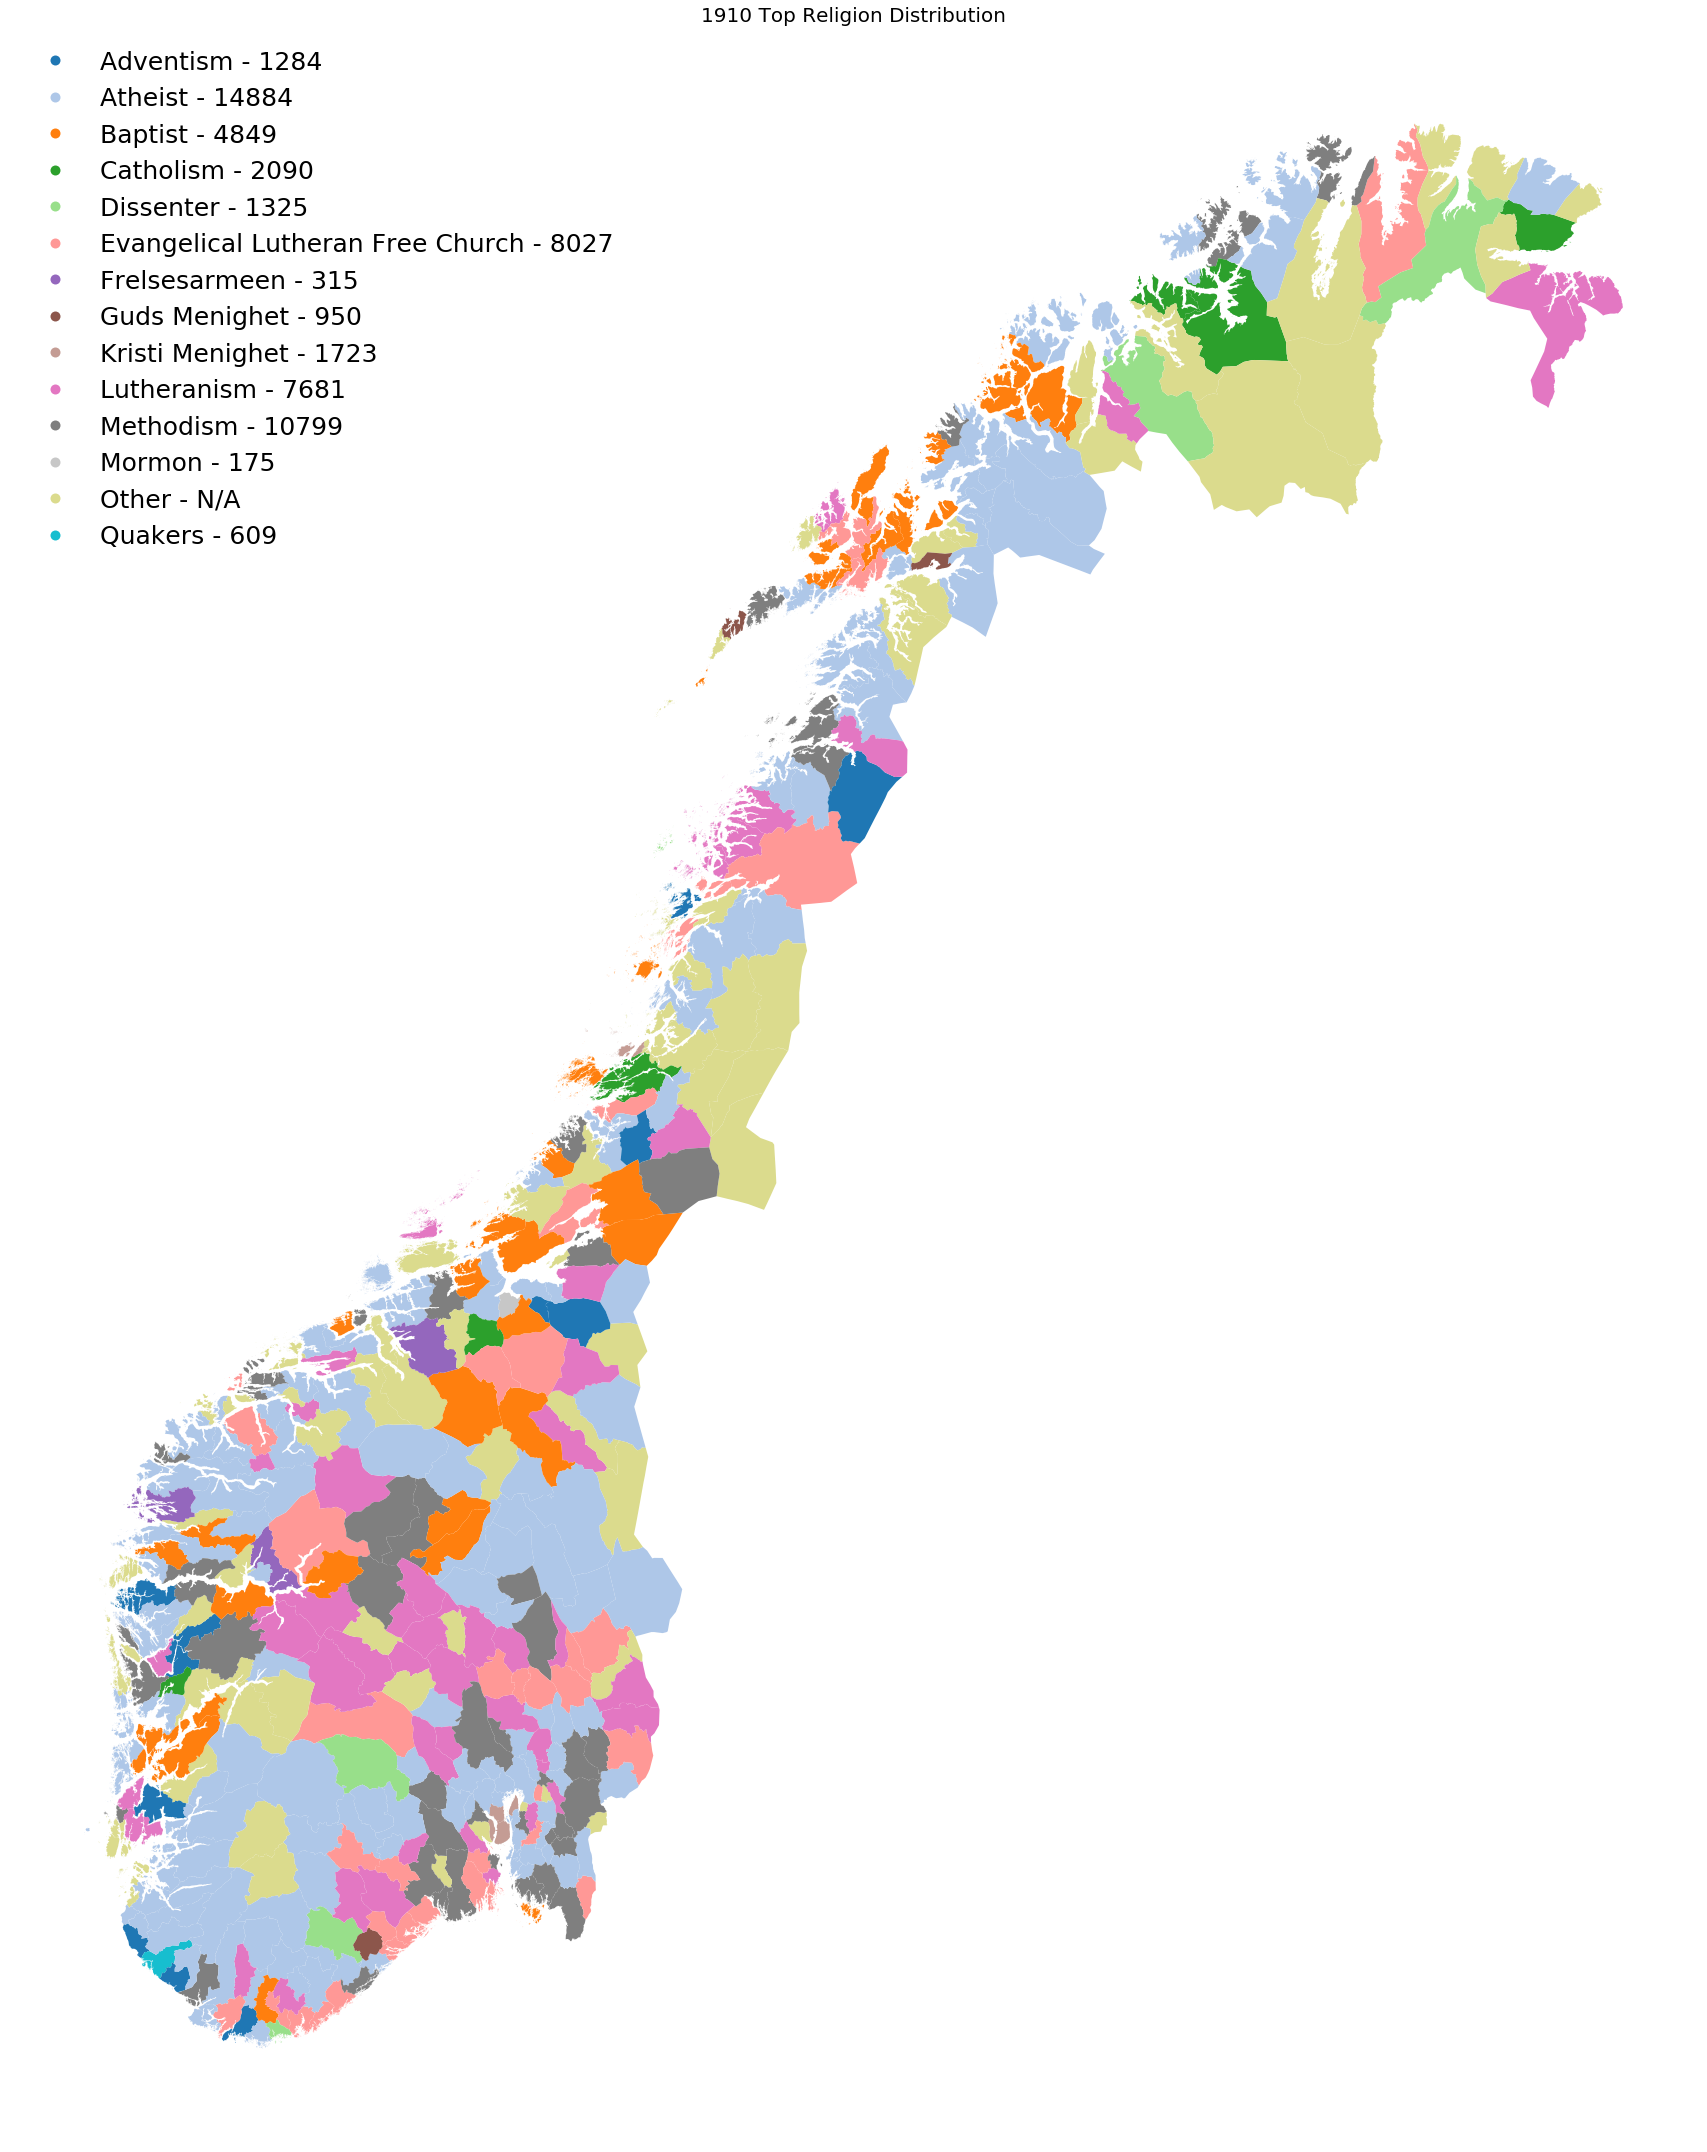 1910 Top Religion Distribution
Adventism - 1284
Atheist - 14884
Baptist - 4849
Catholism - 2090
Dissenter - 1325
Evangelical Lutheran Free Church - 8027
Frelsesarmeen - 315
Guds Menighet - 950
Kristi Menighet - 1723
Lutheranism - 7681
Methodism - 10799
Mormon - 175
Other - N/A
Quakers - 609